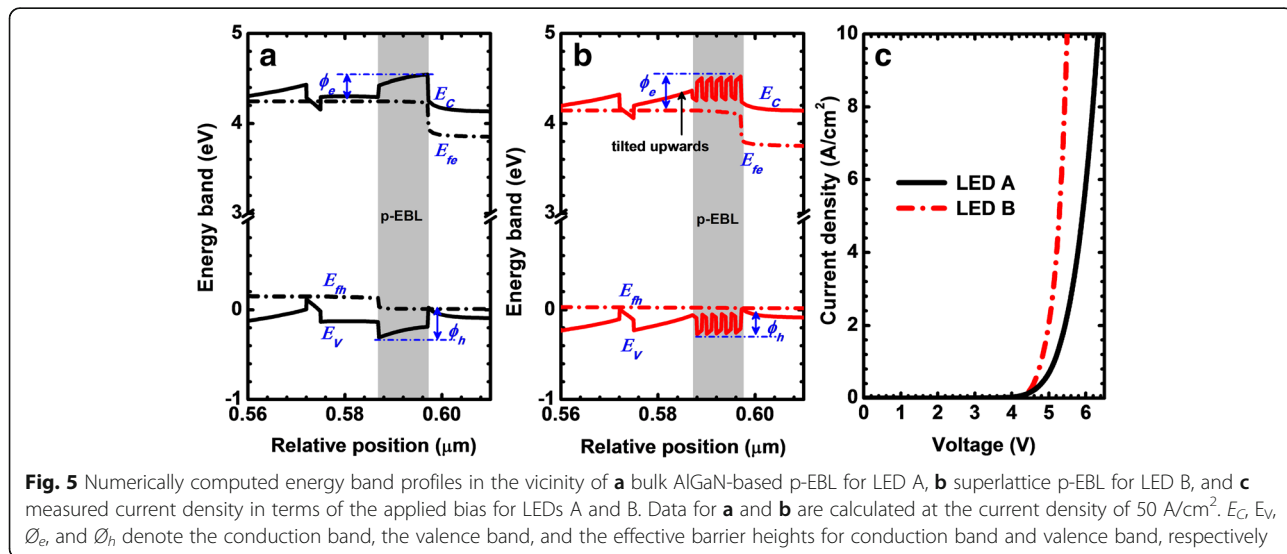 a
5
4
3
0
-1
Energy band (eV)
ϕe
EC
Efe
p-EBL
Efh
EV
ϕh
0.56 0.58 0.60
Relative position (μm)
b
5
4
3
0
-1
Energy band (eV)
ϕe
EC
tilted upwards
Efe
p-EBL
Efh
EV
ϕh
0.56 0.58 0.60
Relative position (μm)
c
10
8
6
4
2
0
Current density (A/cm²)
LED A
LED B
0 1 2 3 4 5 6
Voltage (V)
Fig. 5 Numerically computed energy band profiles in the vicinity of a bulk AlGaN-based p-EBL for LED A, b superlattice p-EBL for LED B, and c
measured current density in terms of the applied bias for LEDs A and B. Data for a and b are calculated at the current density of 50 A/cm². EC, EV,
Øe, and Øh denote the conduction band, the valence band, and the effective barrier heights for conduction band and valence band, respectively